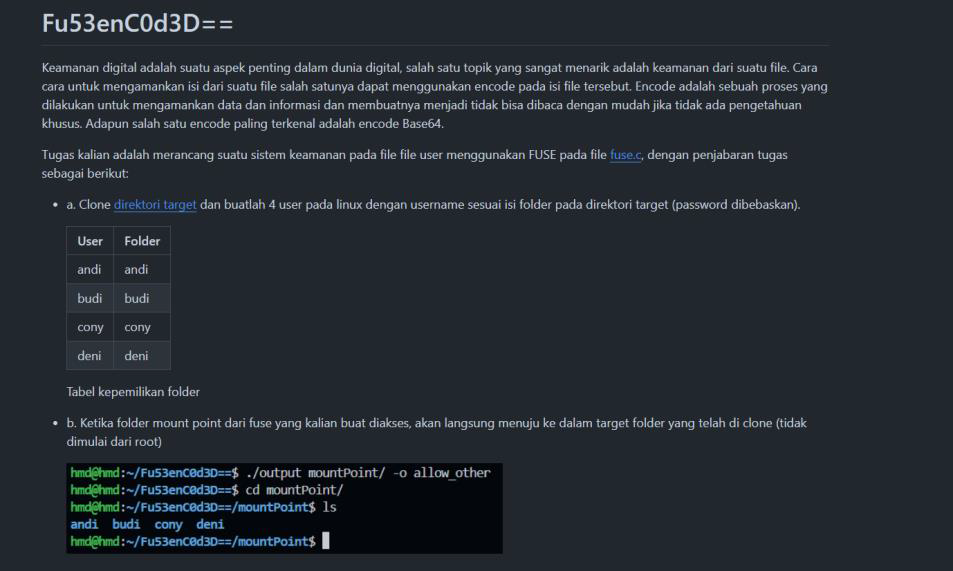 Fu53enC0d3D==
Keamanan digital adalah suatu aspek penting dalam dunia digital, salah satu topik yang sangat menarik adalah keamanan dari suatu file. Cara
cara untuk mengamankan isi dari suatu file salah satunya dapat menggunakan encode pada isi file tersebut. Encode adalah sebuah proses yang
dilakukan untuk mengamankan data dan informasi dan membuatnya menjadi tidak bisa dibaca dengan mudah jika tidak ada pengetahuan
khusus. Adapun salah satu encode paling terkenal adalah encode Base64.
Tugas kalian adalah merancang suatu sistem keamanan pada file file user menggunakan FUSE pada file fuse.c, dengan penjabaran tugas
sebagai berikut:
• a. Clone direktori target dan buatlah 4 user pada linux dengan username sesuai isi folder pada direktori target (password dibebaskan).
User Folder
andi andi
budi budi
cony cony
deni deni
Tabel kepemilikan folder
• b. Ketika folder mount point dari fuse yang kalian buat diakses, akan langsung menuju ke dalam target folder yang telah di clone (tidak
dimulai dari root)
hmd@hmd:~/Fu53enC0d3D==$ ./output mountPoint/ -o allow_other
hmd@hmd:~/Fu53enC0d3D==$ cd mountPoint/
hmd@hmd:~/Fu53enC0d3D==/mountPoint$ ls
andi budi cony deni
hmd@hmd:~/Fu53enC0d3D==/mountPoint$